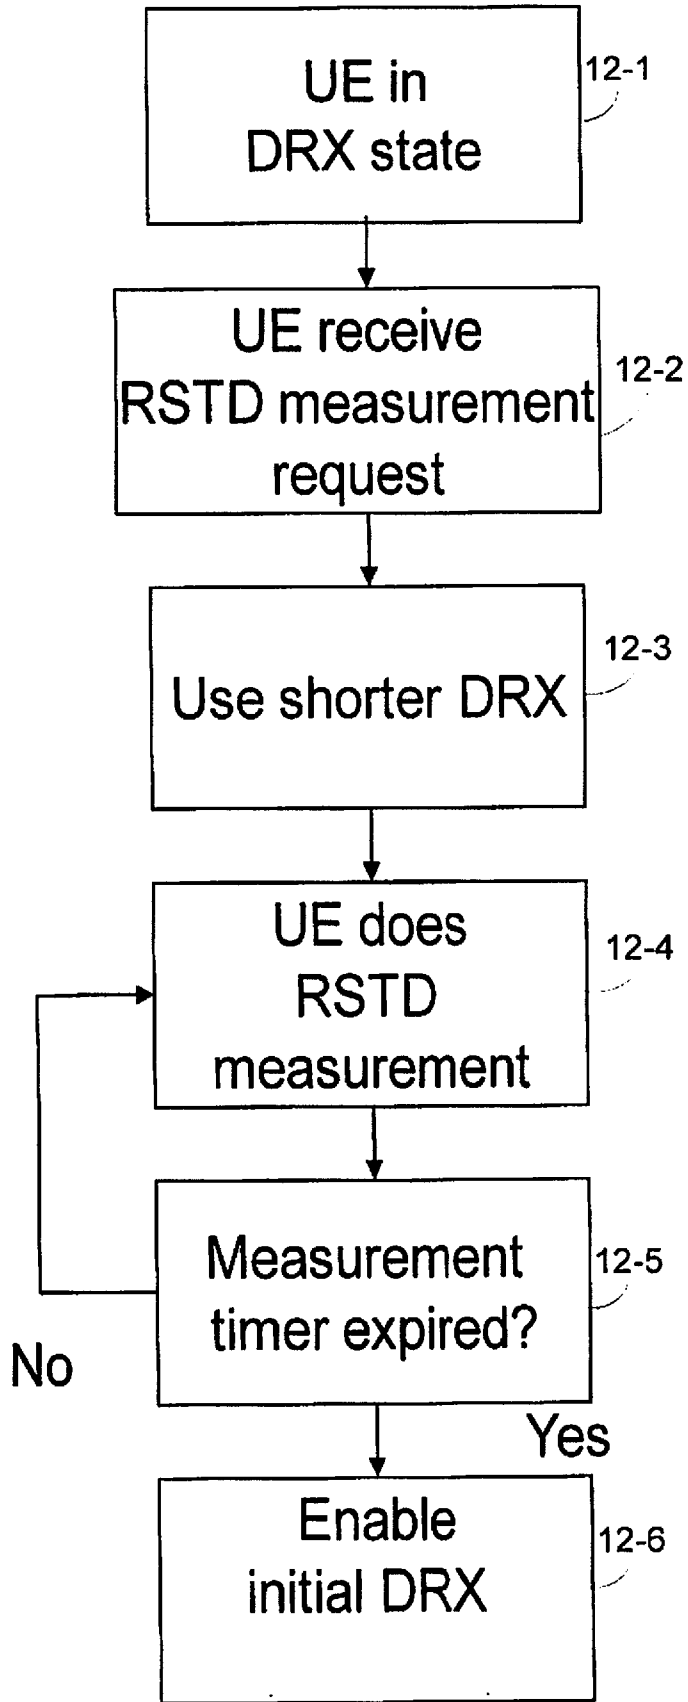 UE in
DRX state
12-1
UE receive
RSTD measurement
request
12-2
Use shorter DRX
12-3
UE does
RSTD
measurement
12-4
Measurement
timer expired?
12-5
No
Yes
Enable
initial DRX
12-6